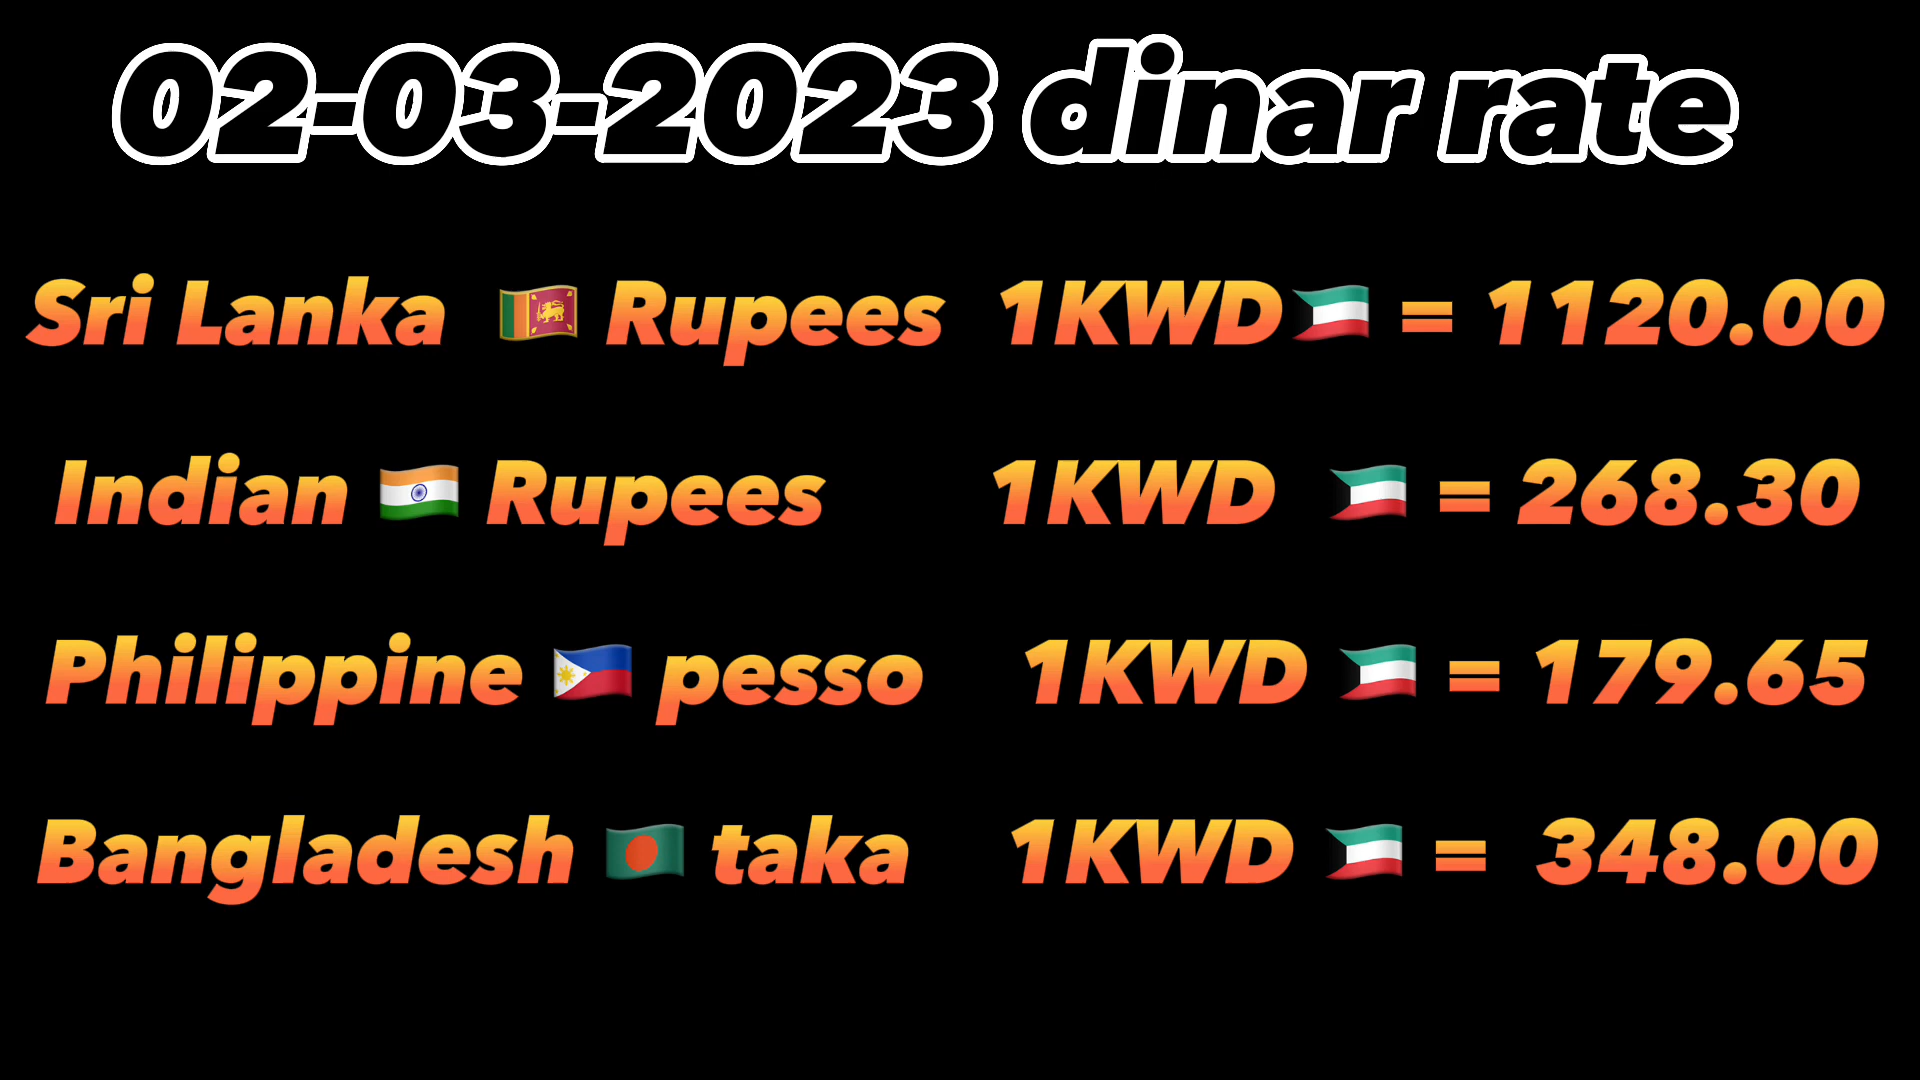 02-03-2023 dinar rate
Sri Lanka 🇱🇰 Rupees 1KWD🇰🇼 = 1120.00
Indian 🇮🇳 Rupees 1KWD 🇰🇼 = 268.30
Philippine 🇵🇭 pesso 1KWD 🇰🇼 = 179.65
Bangladesh 🇧🇩 taka 1KWD 🇰🇼 = 348.00